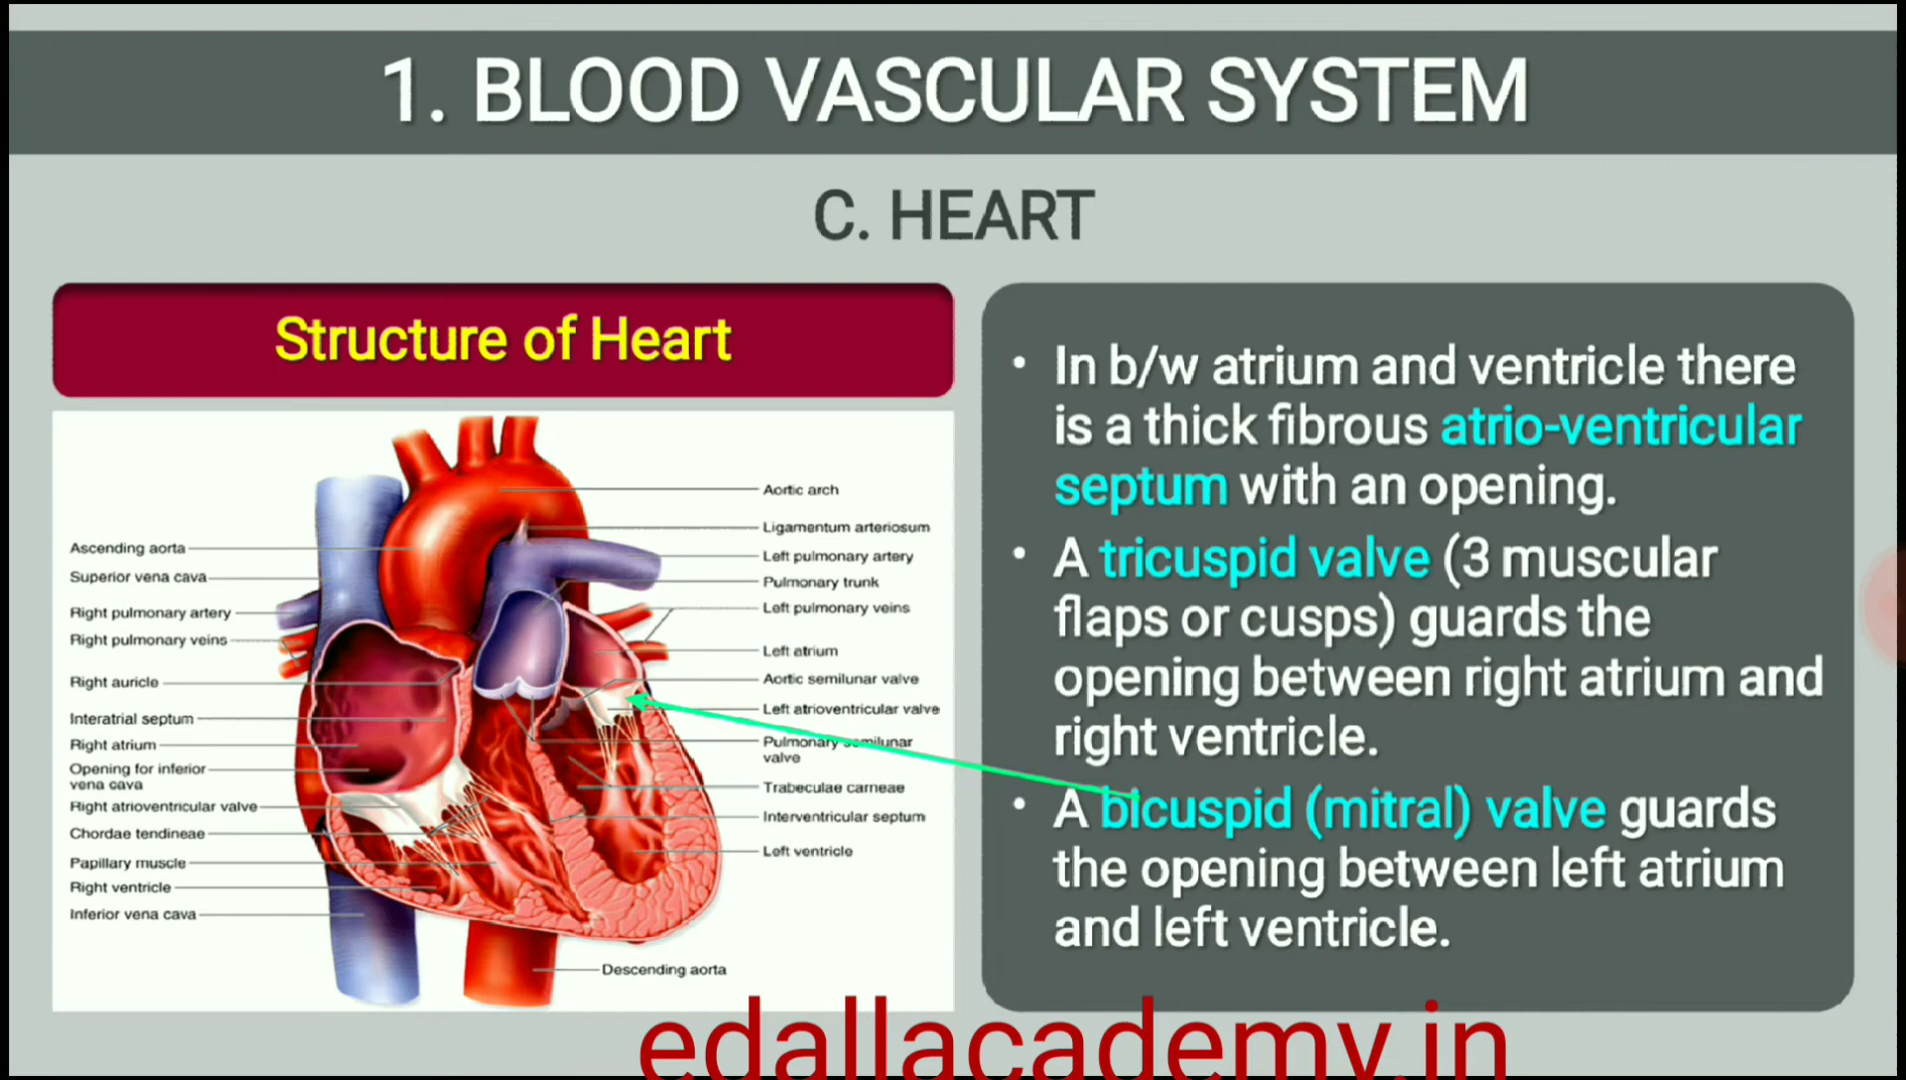 1. BLOOD VASCULAR SYSTEM
C. HEART
Structure of Heart
Ascending aorta
Superior vena cava
Right pulmonary artery
Right pulmonary veins
Right auricle
Interatrial septum
Right atrium
Opening for inferior
vena cava
Right atrioventricular valve
Chordae tendineae
Papillary muscle
Right ventricle
Inferior vena cava
Aortic arch
Ligamentum arteriosum
Left pulmonary artery
Pulmonary trunk
Left pulmonary veins
Left atrium
Aortic semilunar valve
Left atrioventricular valve
Pulmonary semilunar
valve
Trabeculae carneae
Interventricular septum
Left ventricle
Descending aorta
• In b/w atrium and ventricle there
is a thick fibrous atrio-ventricular
septum with an opening.
• A tricuspid valve (3 muscular
flaps or cusps) guards the
opening between right atrium and
right ventricle.
• A bicuspid (mitral) valve guards
the opening between left atrium
and left ventricle.
edallacademy.in